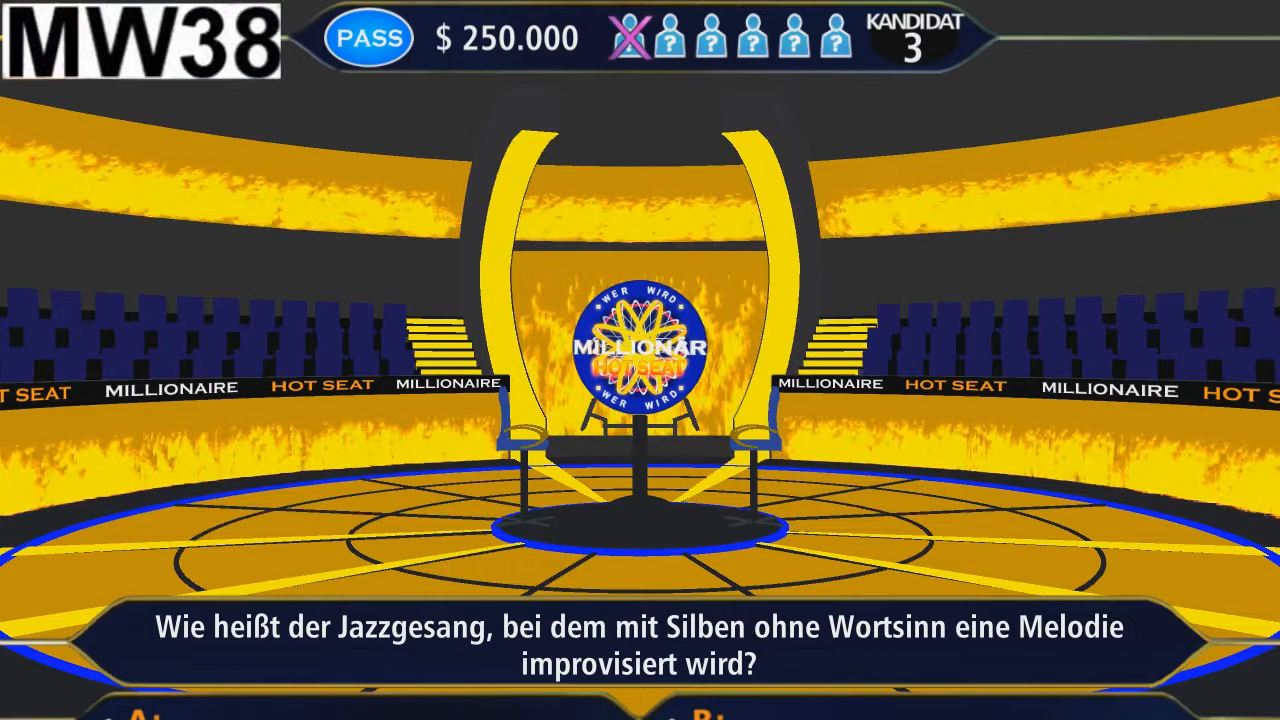 MW38
PASS
$ 250.000
? ? ? ? ?
KANDIDAT
3
WER WIRD
MILLIONÄR
HOT SEAT
WER WIRD
T SEAT MILLIONAIRE HOT SEAT MILLIONAIRE
MILLIONAIRE HOT SEAT MILLIONAIRE HOT S
Wie heißt der Jazzgesang, bei dem mit Silben ohne Wortsinn eine Melodie
improvisiert wird?
A:
B: